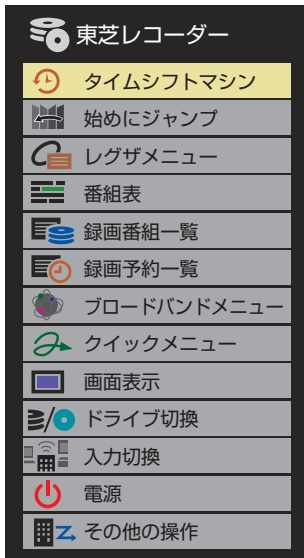 東芝レコーダー
タイムシフトマシン
始めにジャンプ
レグザメニュー
番組表
録画番組一覧
録画予約一覧
ブロードバンドメニュー
クイックメニュー
画面表示
ドライブ切換
入力切換
電源
その他の操作